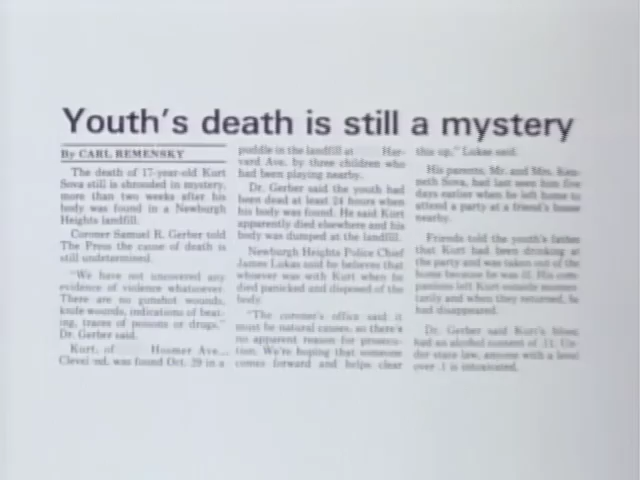 Youth's death is still a mystery
By CARL REMENSKY
The death of 17-year-old Kurt
Sova still is shrouded in mystery,
more than two weeks after his
body was found in a Newburgh
Heights landfill.
Coroner Samuel R. Gerber told
The Press the cause of death is
still undetermined.
"We have not uncovered any
evidence of violence whatsoever.
There are no gunshot wounds,
knife wounds, indications of beat-
ing, traces of poisons or drugs,"
Dr. Gerber said.
Kurt, of Hosmer Ave.,
Clevel nd, was found Oct. 29 in a
puddle in the landfill at Har-
vard Ave. by three children who
had been playing nearby.
Dr. Gerber said the youth had
been dead at least 24 hours when
his body was found. He said Kurt
apparently died elsewhere and his
body was dumped at the landfill.
Newburgh Heights Police Chief
James Lukas said he believes that
whoever was with Kurt when he
died panicked and disposed of the
body.
"The coroner's office said it
must be natural causes, so there's
no apparent reason for prosecu-
tion. We're hoping that someone
comes forward and helps clear
this up," Lukas said.
His parents, Mr. and Mrs. Ken-
neth Sova, had last seen him five
days earlier when he left home to
attend a party at a friend's house
nearby.
Friends told the youth's father
that Kurt had been drinking at
the party and was taken out of the
home because he was ill. His com-
panions left Kurt outside momen-
tarily and when they returned, he
had disappeared.
Dr. Gerber said Kurt's blood
had an alcohol content of .11. Un-
der state law, anyone with a level
over .1 is intoxicated.